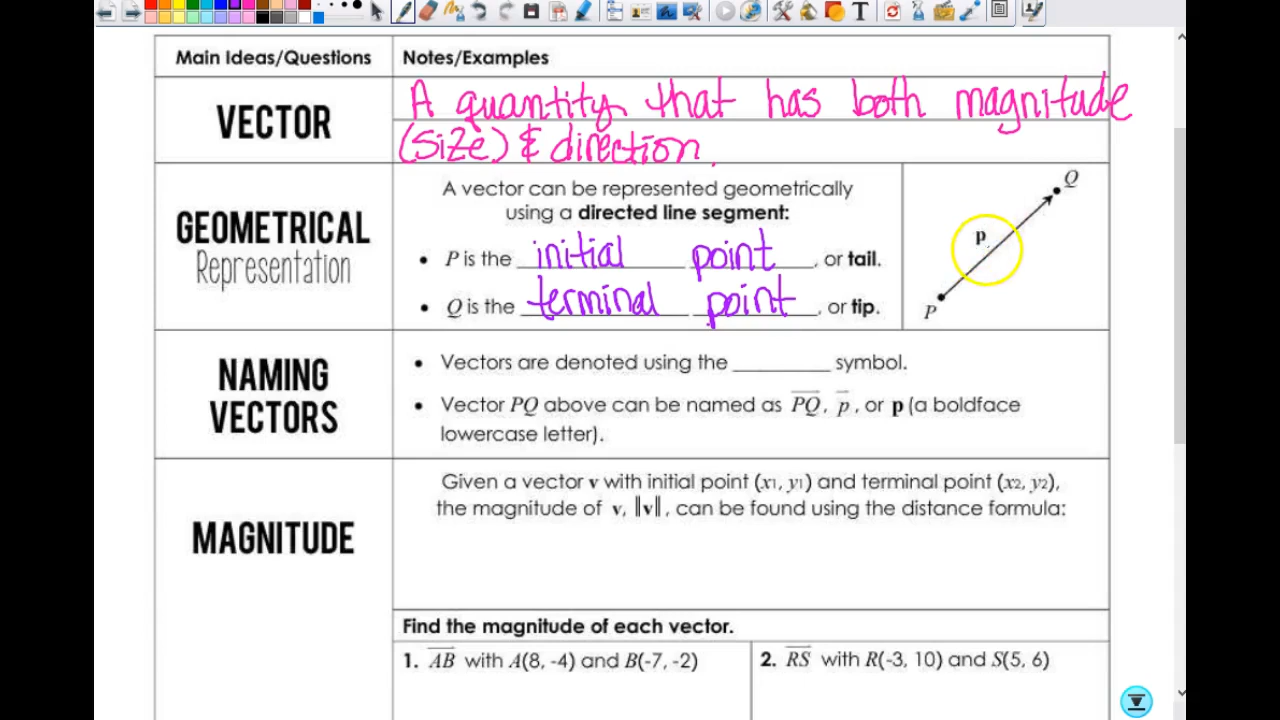 Main Ideas/Questions
Notes/Examples
VECTOR
A quantity that has both magnitude
(size) & direction.
GEOMETRICAL
Representation
A vector can be represented geometrically
using a directed line segment:
• P is the initial point, or tail.
• Q is the terminal point, or tip.
Q
p
P
NAMING
VECTORS
• Vectors are denoted using the _________ symbol.
• Vector PQ above can be named as PQ⃗, p⃗, or p (a boldface
lowercase letter).
MAGNITUDE
Given a vector v with initial point (x1, y1) and terminal point (x2, y2),
the magnitude of v, ‖v‖, can be found using the distance formula:
Find the magnitude of each vector.
1. AB⃗ with A(8, -4) and B(-7, -2)
2. RS⃗ with R(-3, 10) and S(5, 6)